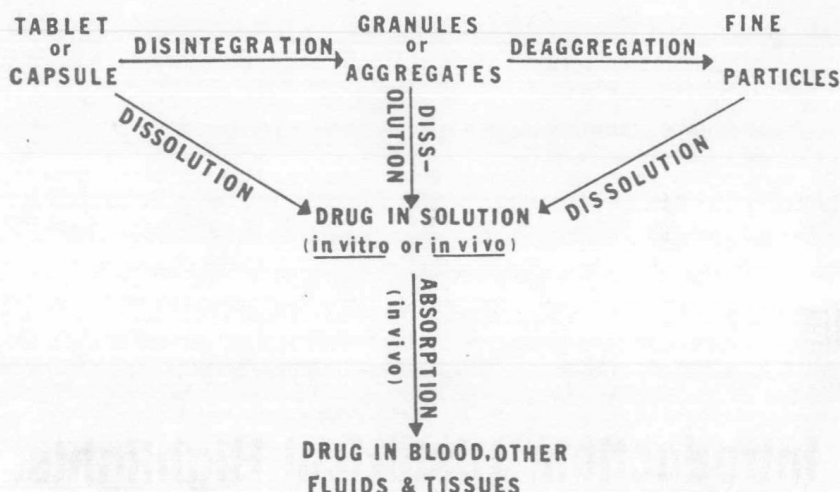 TABLET
or
CAPSULE
DISINTEGRATION
GRANULES
or
AGGREGATES
DEAGGREGATION
FINE
PARTICLES
DISSOLUTION
DISS-
OLUTION
DISSOLUTION
DRUG IN SOLUTION
(in vitro or in vivo)
ABSORPTION
(in vivo)
DRUG IN BLOOD, OTHER
FLUIDS & TISSUES